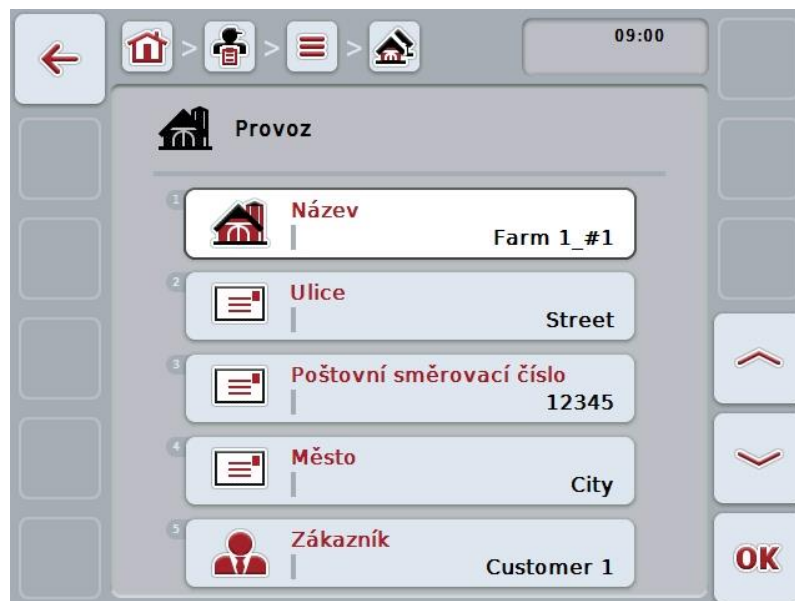 09:00
Provoz
1
Název
Farm 1_#1
2
Ulice
Street
3
Poštovní směrovací číslo
12345
4
Město
City
5
Zákazník
Customer 1
OK